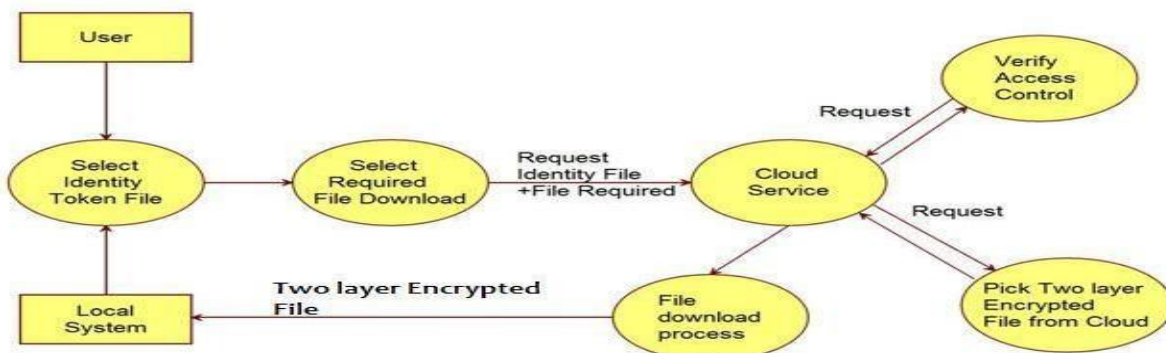 User
Select
Identity
Token File
Select
Required
File Download
Request
Identity File
+File Required
Cloud
Service
Request
Verify
Access
Control
Request
Pick Two layer
Encrypted
File from Cloud
File
download
process
Two layer Encrypted
File
Local
System